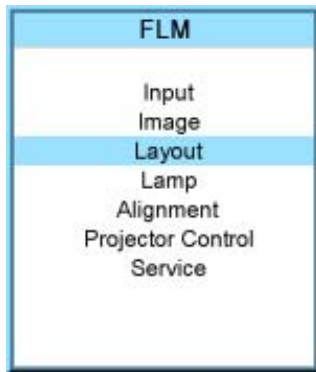 FLM
Input
Image
Layout
Lamp
Alignment
Projector Control
Service